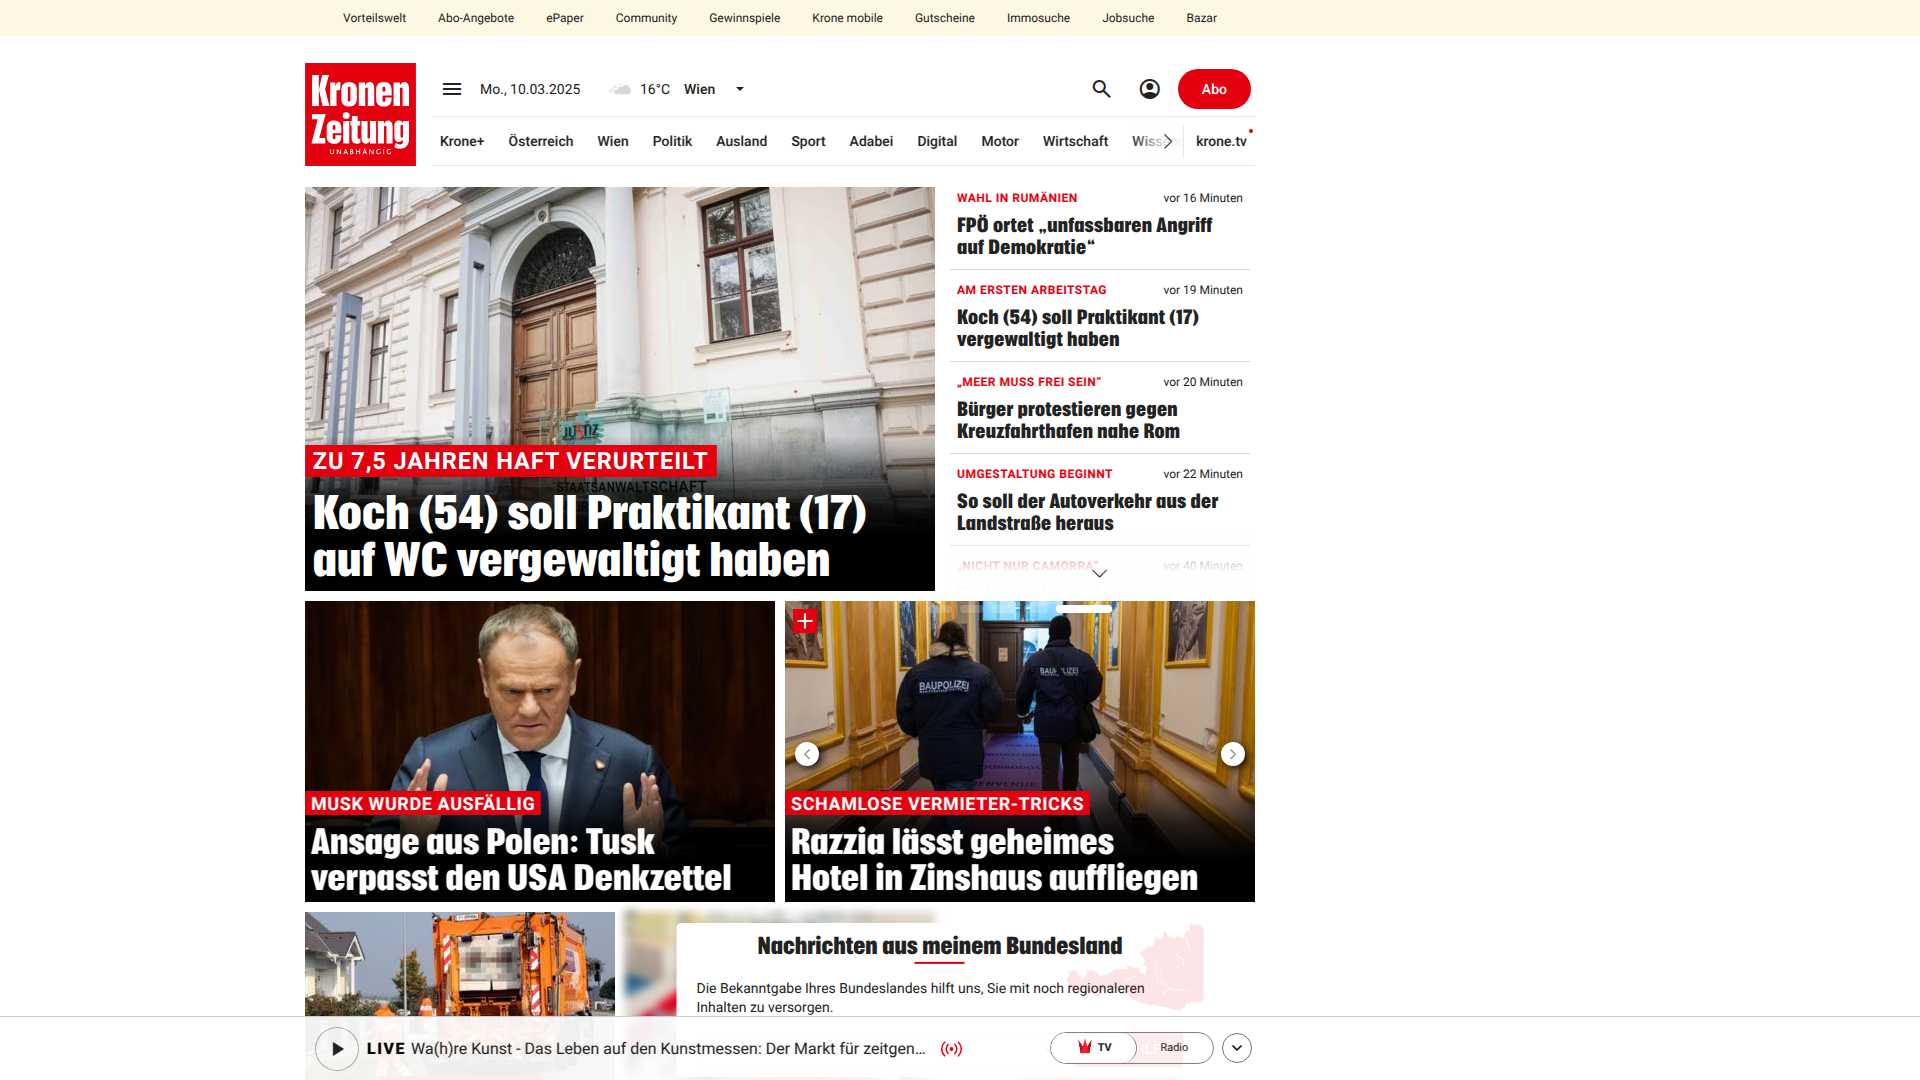 Vorteilswelt Abo-Angebote ePaper Community Gewinnspiele Krone mobile Gutscheine Immosuche Jobsuche Bazar
Kronen
Zeitung
UNABHÄNGIG
Mo., 10.03.2025 16°C Wien
Abo
Krone+ Österreich Wien Politik Ausland Sport Adabei Digital Motor Wirtschaft krone.tv
JUSTIZ
STAATSANWALTSCHAFT
ZU 7,5 JAHREN HAFT VERURTEILT
Koch (54) soll Praktikant (17)
auf WC vergewaltigt haben
WAHL IN RUMÄNIEN vor 16 Minuten
FPÖ ortet „unfassbaren Angriff
auf Demokratie“
AM ERSTEN ARBEITSTAG vor 19 Minuten
Koch (54) soll Praktikant (17)
vergewaltigt haben
„MEER MUSS FREI SEIN“ vor 20 Minuten
Bürger protestieren gegen
Kreuzfahrthafen nahe Rom
UMGESTALTUNG BEGINNT vor 22 Minuten
So soll der Autoverkehr aus der
Landstraße heraus
„NICHT NUR CAMORRA“ vor 40 Minuten
MUSK WURDE AUSFÄLLIG
Ansage aus Polen: Tusk
verpasst den USA Denkzettel
BAUPOLIZEI
BAUPOLIZEI
SCHAMLOSE VERMIETER-TRICKS
Razzia lässt geheimes
Hotel in Zinshaus auffliegen
Nachrichten aus meinem Bundesland
Die Bekanntgabe Ihres Bundeslandes hilft uns, Sie mit noch regionaleren
Inhalten zu versorgen.
LIVE Wa(h)re Kunst - Das Leben auf den Kunstmessen: Der Markt für zeitgen...
TV Radio